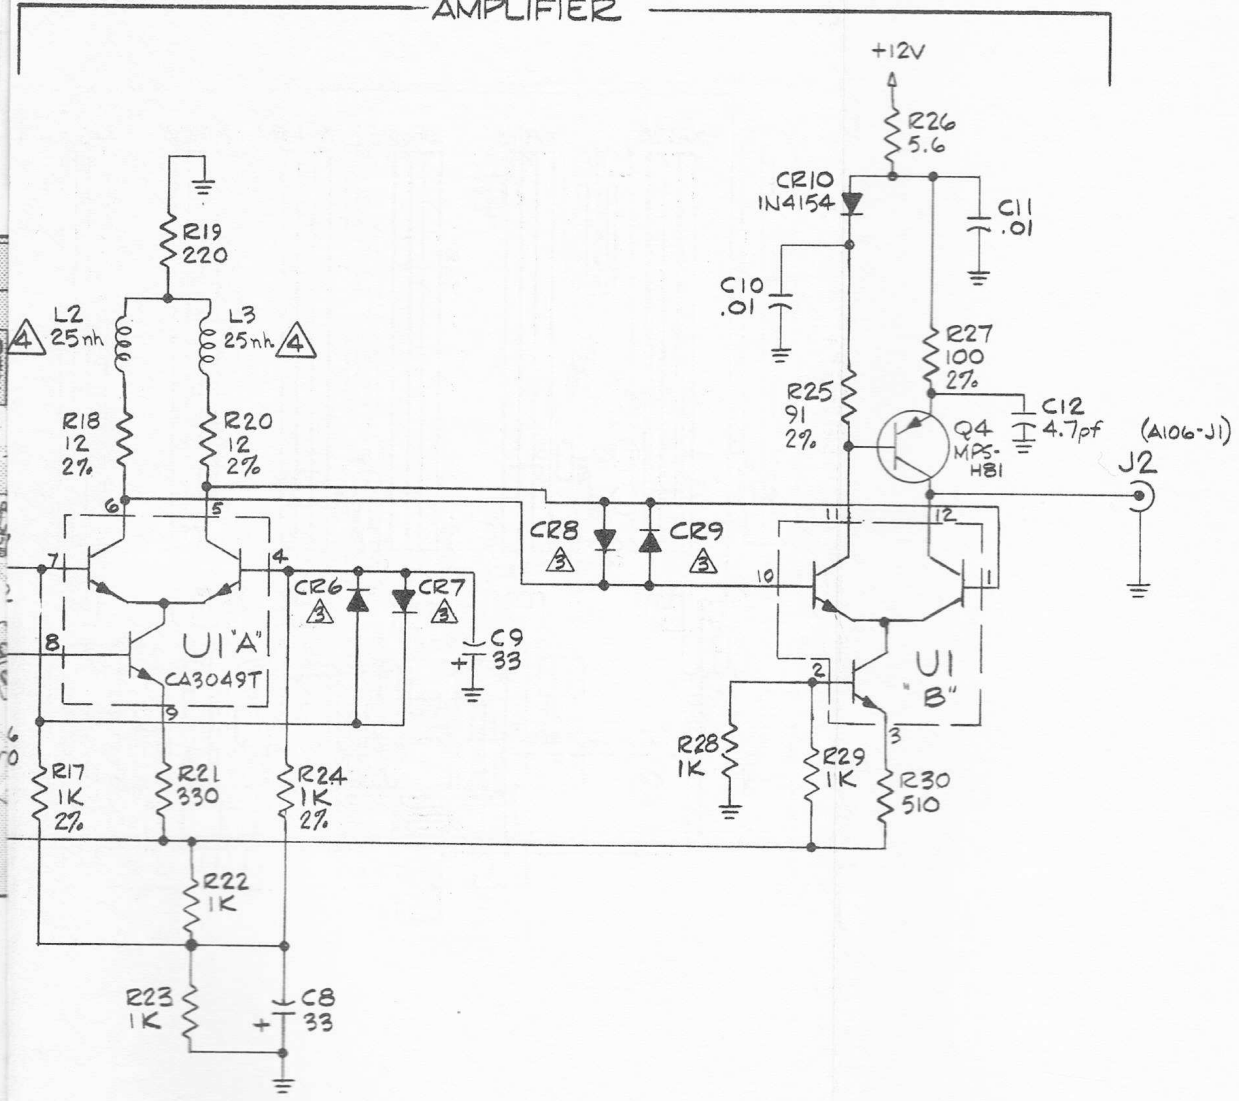 AMPLIFIER
+12V
R26
5.6
CR10
1N4154
C11
.01
R19
220
C10
.01
L2
25nh
4
L3
25nh
4
R27
100
2%
R25
91
2%
C12
4.7pf
R18
12
2%
R20
12
2%
Q4
MPS-
H81
(A106-J1)
J2
6
5
11
12
CR8
3
CR9
3
7
4
10
1
CR6
3
CR7
3
8
U1"A"
CA3049T
C9
+
33
2
U1
"B"
9
3
R28
1K
R29
1K
R30
510
R17
1K
2%
R21
330
R24
1K
2%
R22
1K
R23
1K
C8
+
33